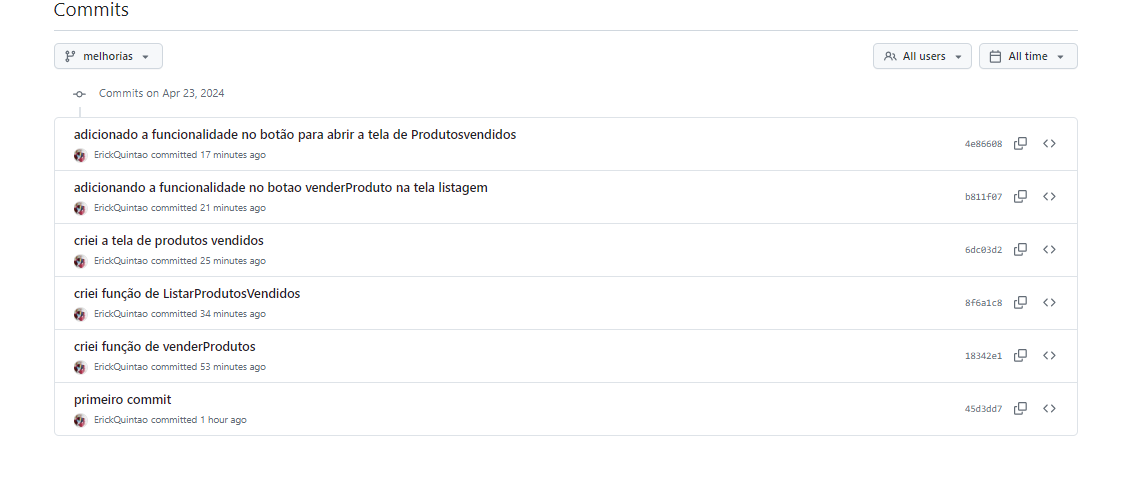 Commits
melhorias
All users
All time
Commits on Apr 23, 2024
adicionado a funcionalidade no botão para abrir a tela de Produtosvendidos
ErickQuintao committed 17 minutes ago
4e86608
adicionando a funcionalidade no botao venderProduto na tela listagem
ErickQuintao committed 21 minutes ago
b811f07
criei a tela de produtos vendidos
ErickQuintao committed 25 minutes ago
6dc03d2
criei função de ListarProdutosVendidos
ErickQuintao committed 34 minutes ago
8f6a1c8
criei função de venderProdutos
ErickQuintao committed 53 minutes ago
18342e1
primeiro commit
ErickQuintao committed 1 hour ago
45d3dd7